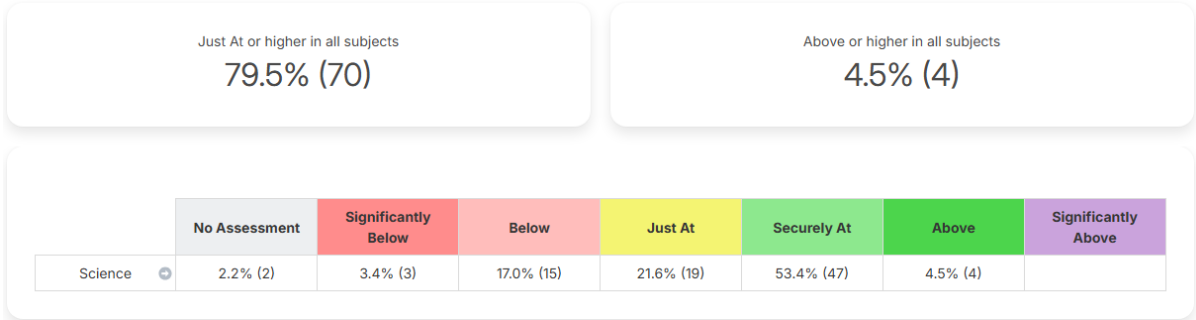 Just At or higher in all subjects
79.5% (70)
Above or higher in all subjects
4.5% (4)
No Assessment
Significantly
Below
Below
Just At
Securely At
Above
Significantly
Above
Science 2.2% (2) 3.4% (3) 17.0% (15) 21.6% (19) 53.4% (47) 4.5% (4)